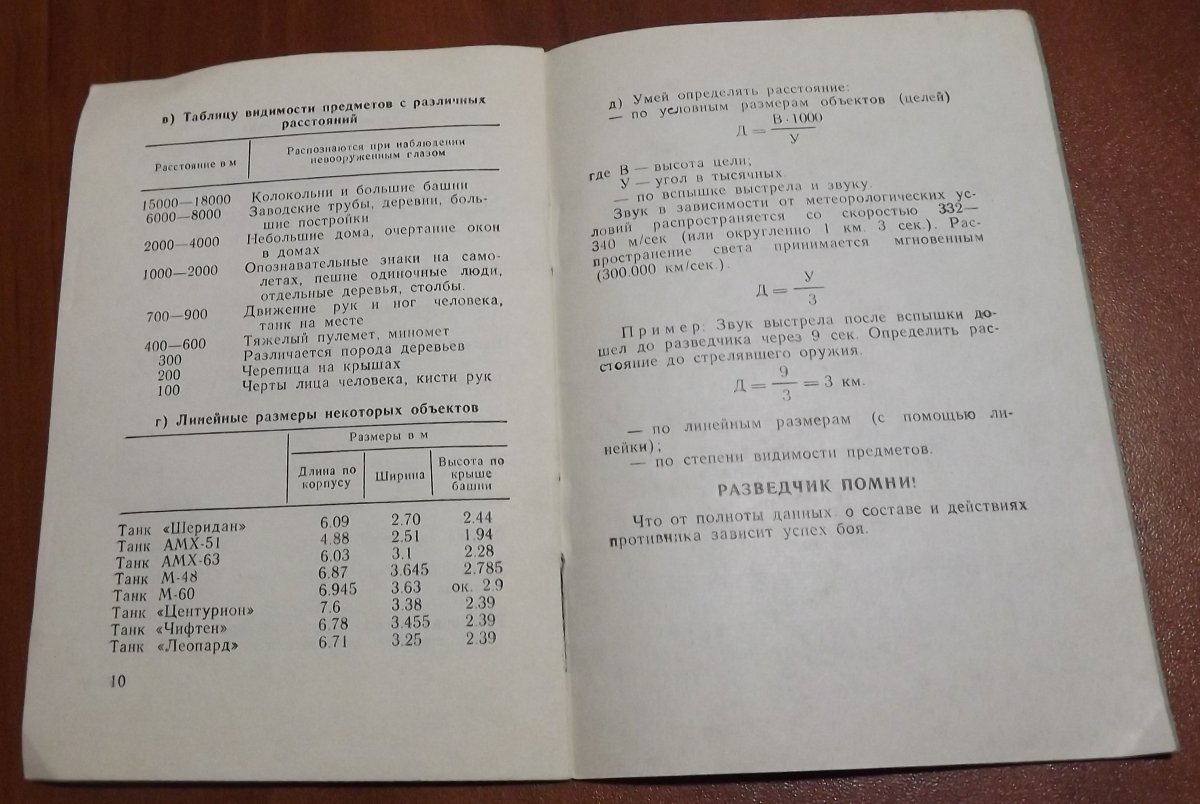 в) Таблицу видимости предметов с различных
расстояний
Расстояние в м
Распознаются при наблюдении
невооруженным глазом
15000—18000 Колокольни и большие башни
6000—8000 Заводские трубы, деревни, боль-
шие постройки
2000—4000 Небольшие дома, очертание окон
в домах
1000—2000 Опознавательные знаки на само-
летах, пешие одиночные люди,
отдельные деревья, столбы.
700—900 Движение рук и ног человека,
танк на месте
400—600 Тяжелый пулемет, миномет
300 Различается порода деревьев
200 Черепица на крышах
100 Черты лица человека, кисти рук
г) Линейные размеры некоторых объектов
Размеры в м
Длина по
корпусу
Ширина
Высота по
крыше
башни
Танк «Шеридан» 6.09 2.70 2.44
Танк АМХ-51 4.88 2.51 1.94
Танк АМХ-63 6.03 3.1 2.28
Танк М-48 6.87 3.645 2.785
Танк М-60 6.945 3.63 ок. 2.9
Танк «Центурион» 7.6 3.38 2.39
Танк «Чифтен» 6.78 3.455 2.39
Танк «Леопард» 6.71 3.25 2.39
10
д) Умей определять расстояние:
— по условным размерам объектов (целей)
Д = В · 1000
У
где В — высота цели;
У — угол в тысячных.
— по вспышке выстрела и звуку.
Звук в зависимости от метеорологических ус-
ловий распространяется со скоростью 332—
340 м/сек (или округленно 1 км. 3 сек.). Рас-
пространение света принимается мгновенным
(300.000 км/сек.).
Д = У
3
Пример: Звук выстрела после вспышки до-
шел до разведчика через 9 сек. Определить рас-
стояние до стрелявшего оружия.
Д = 9
3 = 3 км.
— по линейным размерам (с помощью ли-
нейки);
— по степени видимости предметов.
РАЗВЕДЧИК ПОМНИ!
Что от полноты данных о составе и действиях
противника зависит успех боя.